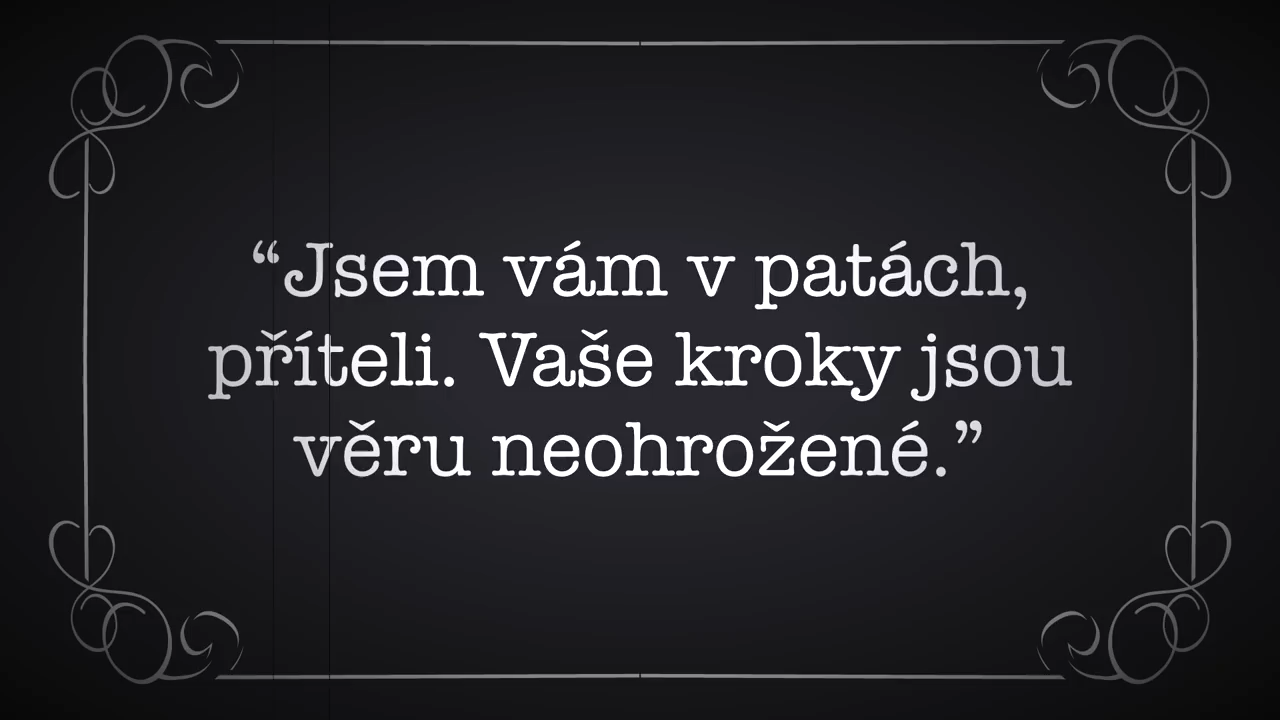 “Jsem vám v patách,
příteli. Vaše kroky jsou
věru neohrožené.”